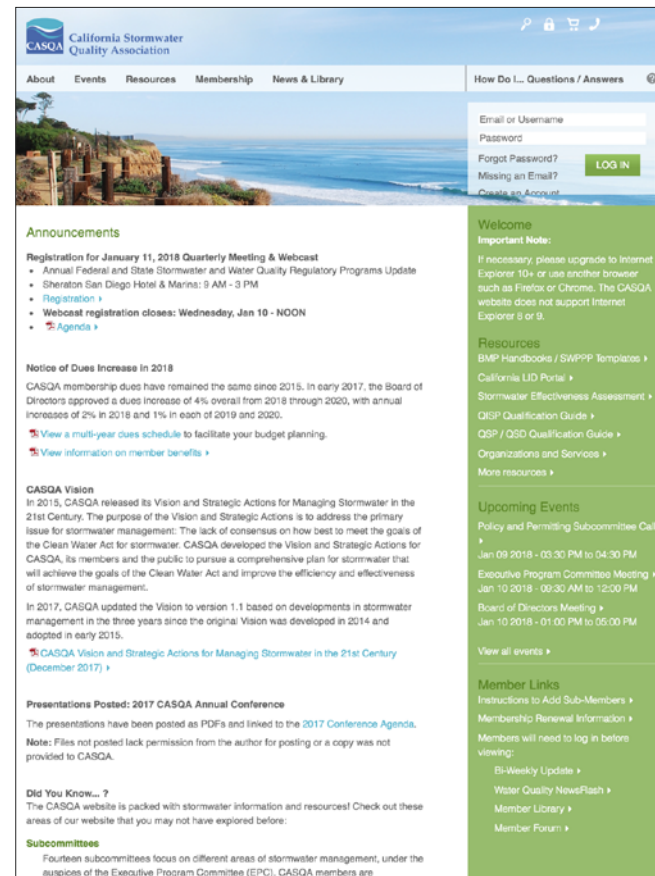 CASQA
California Stormwater
Quality Association
About Events Resources Membership News & Library
How Do I... Questions / Answers
Email or Username
Password
Forgot Password?
Missing an Email?
LOG IN
Create an Account
Announcements
Registration for January 11, 2018 Quarterly Meeting & Webcast
• Annual Federal and State Stormwater and Water Quality Regulatory Programs Update
• Sheraton San Diego Hotel & Marina: 9 AM - 3 PM
• Registration
• Webcast registration closes: Wednesday, Jan 10 - NOON
• Agenda
Notice of Dues Increase in 2018
CASQA membership dues have remained the same since 2015. In early 2017, the Board of
Directors approved a dues increase of 4% overall from 2018 through 2020, with annual
increases of 2% in 2018 and 1% in each of 2019 and 2020.
View a multi-year dues schedule to facilitate your budget planning.
View information on member benefits
CASQA Vision
In 2015, CASQA released its Vision and Strategic Actions for Managing Stormwater in the
21st Century. The purpose of the Vision and Strategic Actions is to address the primary
issue for stormwater management: The lack of consensus on how best to meet the goals of
the Clean Water Act for stormwater. CASQA developed the Vision and Strategic Actions for
CASQA, its members and the public to pursue a comprehensive plan for stormwater that
will achieve the goals of the Clean Water Act and improve the efficiency and effectiveness
of stormwater management.
In 2017, CASQA updated the Vision to version 1.1 based on developments in stormwater
management in the three years since the original Vision was developed in 2014 and
adopted in early 2015.
CASQA Vision and Strategic Actions for Managing Stormwater in the 21st Century
(December 2017)
Presentations Posted: 2017 CASQA Annual Conference
The presentations have been posted as PDFs and linked to the 2017 Conference Agenda.
Note: Files not posted lack permission from the author for posting or a copy was not
provided to CASQA.
Did You Know... ?
The CASQA website is packed with stormwater information and resources! Check out these
areas of our website that you may not have explored before:
Subcommittees
Fourteen subcommittees focus on different areas of stormwater management, under the
auspices of the Executive Program Committee (EPC). CASQA members are
Welcome
Important Note:
If necessary, please upgrade to Internet
Explorer 10+ or use another browser
such as Firefox or Chrome. The CASQA
website does not support Internet
Explorer 8 or 9.
Resources
BMP Handbooks / SWPPP Templates
California LID Portal
Stormwater Effectiveness Assessment
QISP Qualification Guide
QSP / QSD Qualification Guide
Organizations and Services
More resources
Upcoming Events
Policy and Permitting Subcommittee Call
Jan 09 2018 - 03:30 PM to 04:30 PM
Executive Program Committee Meeting
Jan 10 2018 - 09:30 AM to 12:00 PM
Board of Directors Meeting
Jan 10 2018 - 01:00 PM to 05:00 PM
View all events
Member Links
Instructions to Add Sub-Members
Membership Renewal Information
Members will need to log in before
viewing:
Bi-Weekly Update
Water Quality NewsFlash
Member Library
Member Forum